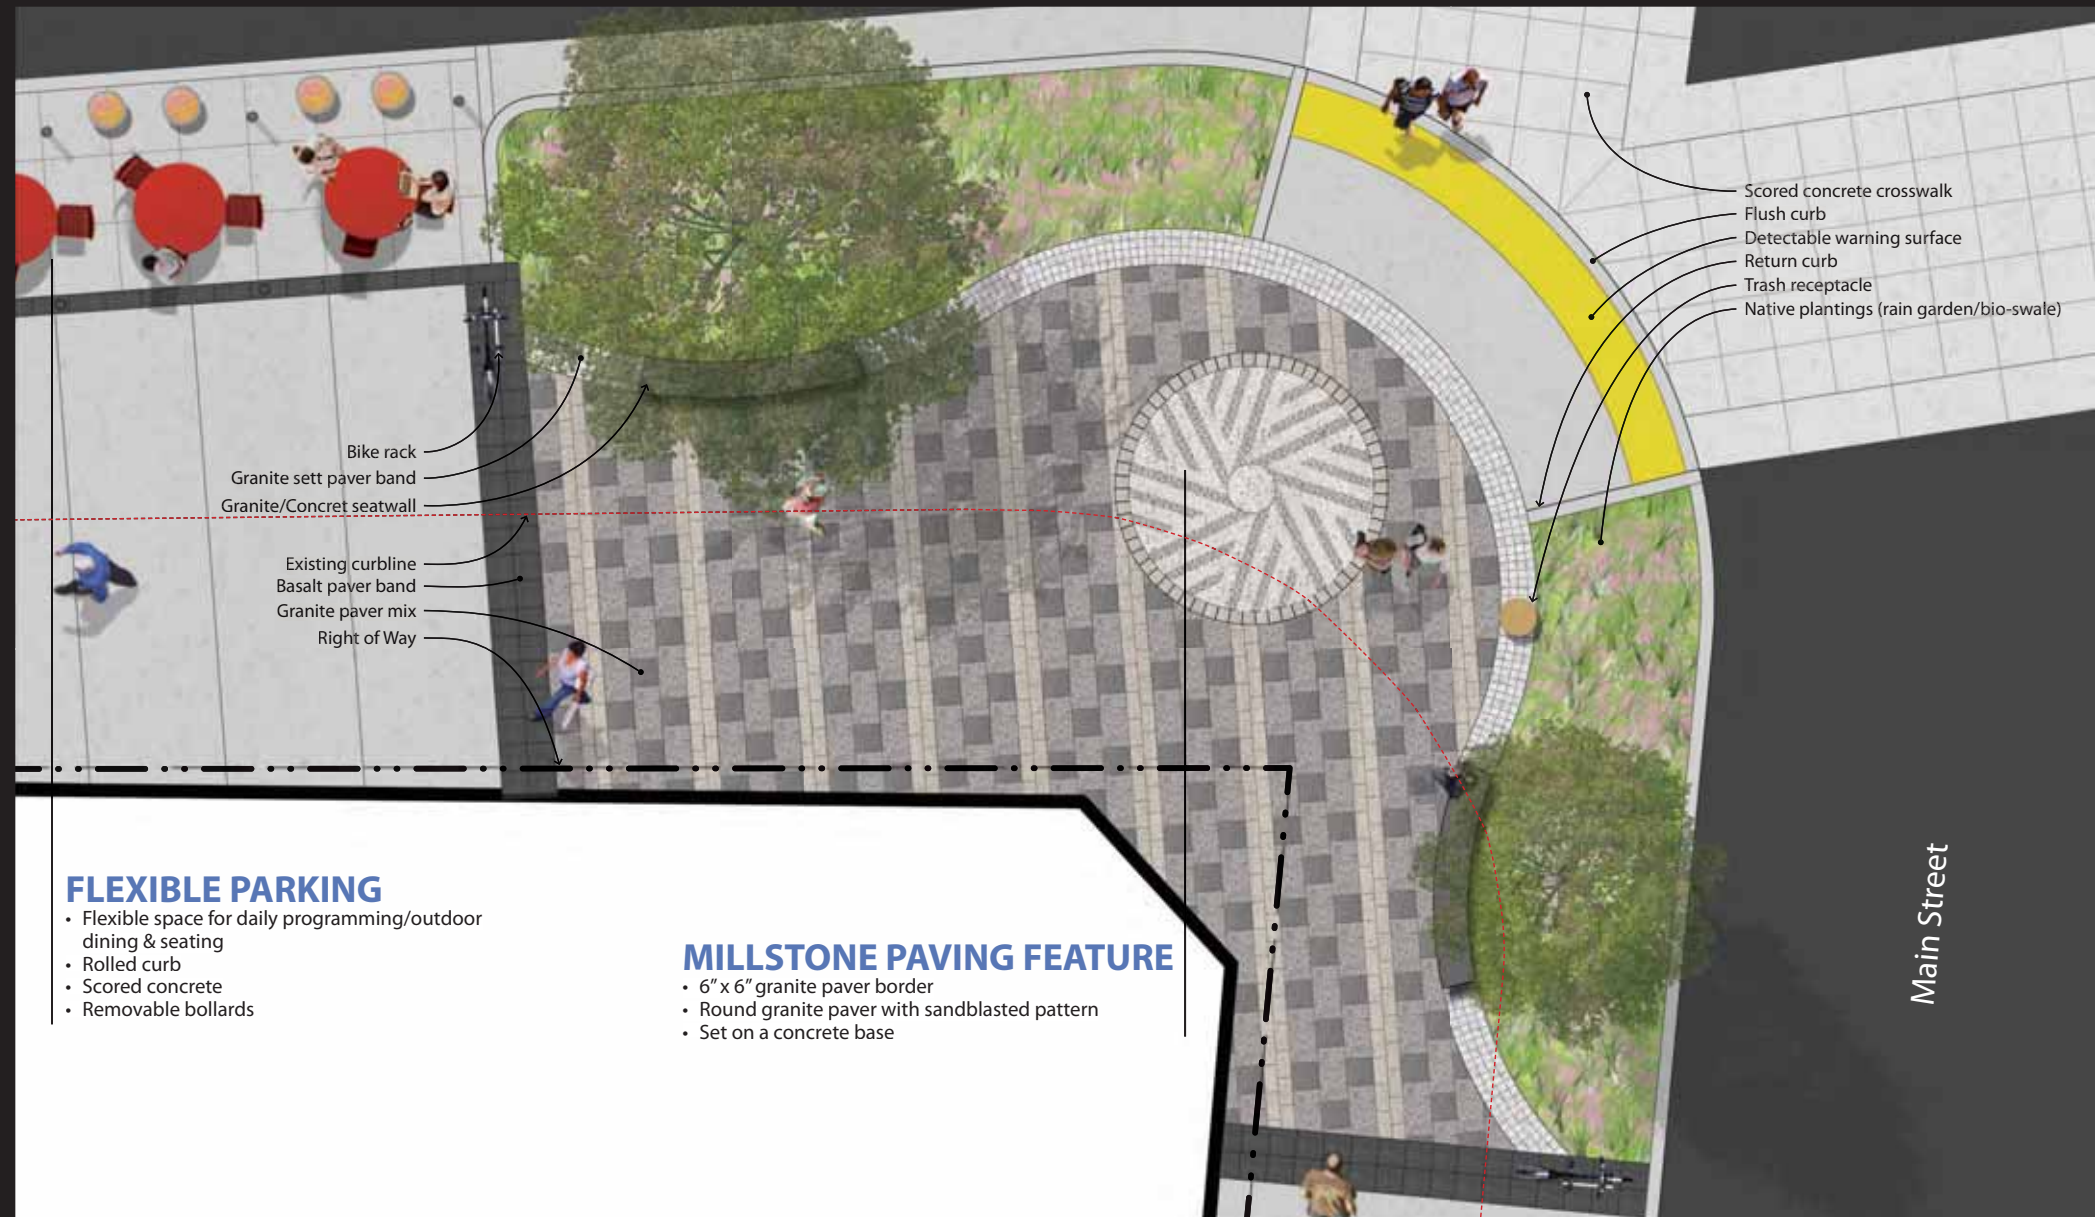 Scored concrete crosswalk
Flush curb
Detectable warning surface
Return curb
Trash receptacle
Native plantings (rain garden/bio-swale)
Bike rack
Granite sett paver band
Granite/Concret seatwall
Existing curbline
Basalt paver band
Granite paver mix
Right of Way
FLEXIBLE PARKING
• Flexible space for daily programming/outdoor
dining & seating
• Rolled curb
• Scored concrete
• Removable bollards
MILLSTONE PAVING FEATURE
• 6” x 6” granite paver border
• Round granite paver with sandblasted pattern
• Set on a concrete base
Main Street